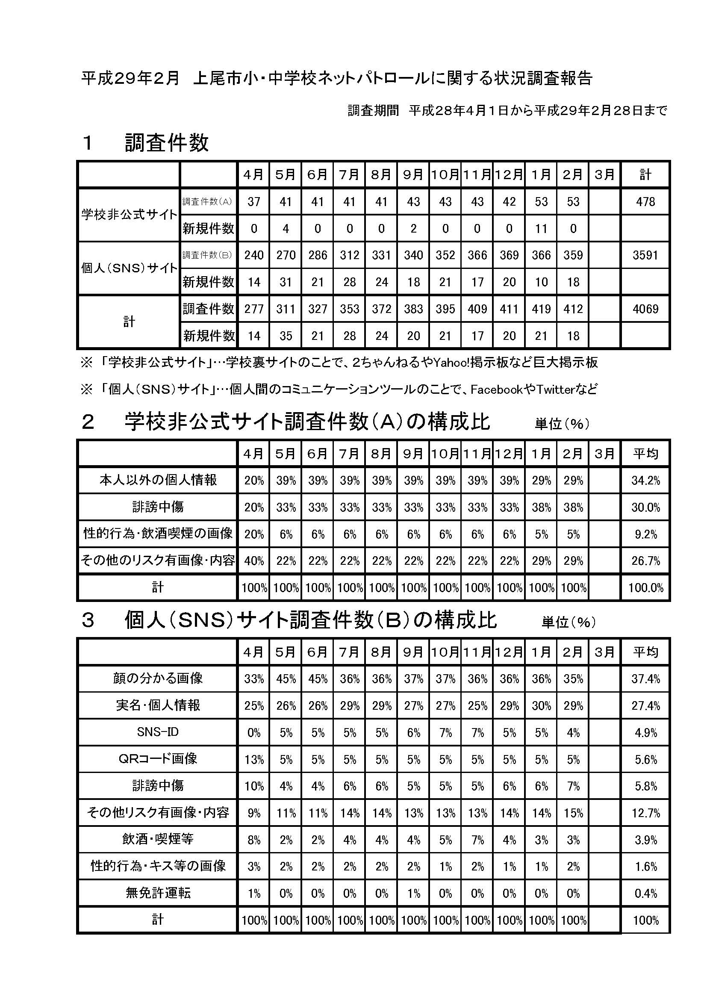 平成２９年２月　上尾市小・中学校ネットパトロールに関する状況調査報告
調査期間　平成２８年４月１日から平成２９年２月２８日まで
１　調査件数
４月 ５月 ６月 ７月 ８月 ９月 １０月 １１月 １２月 １月 ２月 ３月 計
学校非公式サイト 調査件数（A） 37 41 41 41 41 43 43 43 42 53 53 478
新規件数 0 4 0 0 0 2 0 0 0 11 0
個人（ＳＮＳ）サイト 調査件数（B） 240 270 286 312 331 340 352 366 369 366 359 3591
新規件数 14 31 21 28 24 18 21 17 20 10 18
計 調査件数 277 311 327 353 372 383 395 409 411 419 412 4069
新規件数 14 35 21 28 24 20 21 17 20 21 18
※　「学校非公式サイト」…学校裏サイトのことで、２ちゃんねるやYahoo!掲示板など巨大掲示板
※　「個人（ＳＮＳ）サイト」…個人間のコミュニケーションツールのことで、FacebookやTwitterなど
２　学校非公式サイト調査件数（Ａ）の構成比　単位（％）
４月 ５月 ６月 ７月 ８月 ９月 １０月 １１月 １２月 １月 ２月 ３月 平均
本人以外の個人情報 20% 39% 39% 39% 39% 39% 39% 39% 39% 29% 29% 34.2%
誹謗中傷 20% 33% 33% 33% 33% 33% 33% 33% 33% 38% 38% 30.0%
性的行為・飲酒喫煙の画像 20% 6% 6% 6% 6% 6% 6% 6% 6% 5% 5% 9.2%
その他のリスク有画像・内容 40% 22% 22% 22% 22% 22% 22% 22% 22% 29% 29% 26.7%
計 100% 100% 100% 100% 100% 100% 100% 100% 100% 100% 100% 100.0%
３　個人（ＳＮＳ）サイト調査件数（Ｂ）の構成比　単位（％）
４月 ５月 ６月 ７月 ８月 ９月 １０月 １１月 １２月 １月 ２月 ３月 平均
顔の分かる画像 33% 45% 45% 36% 36% 37% 37% 36% 36% 36% 35% 37.4%
実名・個人情報 25% 26% 26% 29% 29% 27% 27% 25% 29% 30% 29% 27.4%
SNS-ID 0% 5% 5% 5% 5% 6% 7% 7% 5% 5% 4% 4.9%
ＱＲコード画像 13% 5% 5% 5% 5% 5% 5% 5% 5% 5% 5% 5.6%
誹謗中傷 10% 4% 4% 6% 6% 5% 5% 5% 6% 6% 7% 5.8%
その他リスク有画像・内容 9% 11% 11% 14% 14% 13% 13% 13% 14% 14% 15% 12.7%
飲酒・喫煙等 8% 2% 2% 4% 4% 4% 5% 7% 4% 3% 3% 3.9%
性的行為・キス等の画像 3% 2% 2% 2% 2% 2% 1% 2% 1% 1% 2% 1.6%
無免許運転 1% 0% 0% 0% 0% 1% 0% 0% 0% 0% 0% 0.4%
計 100% 100% 100% 100% 100% 100% 100% 100% 100% 100% 100% 100%